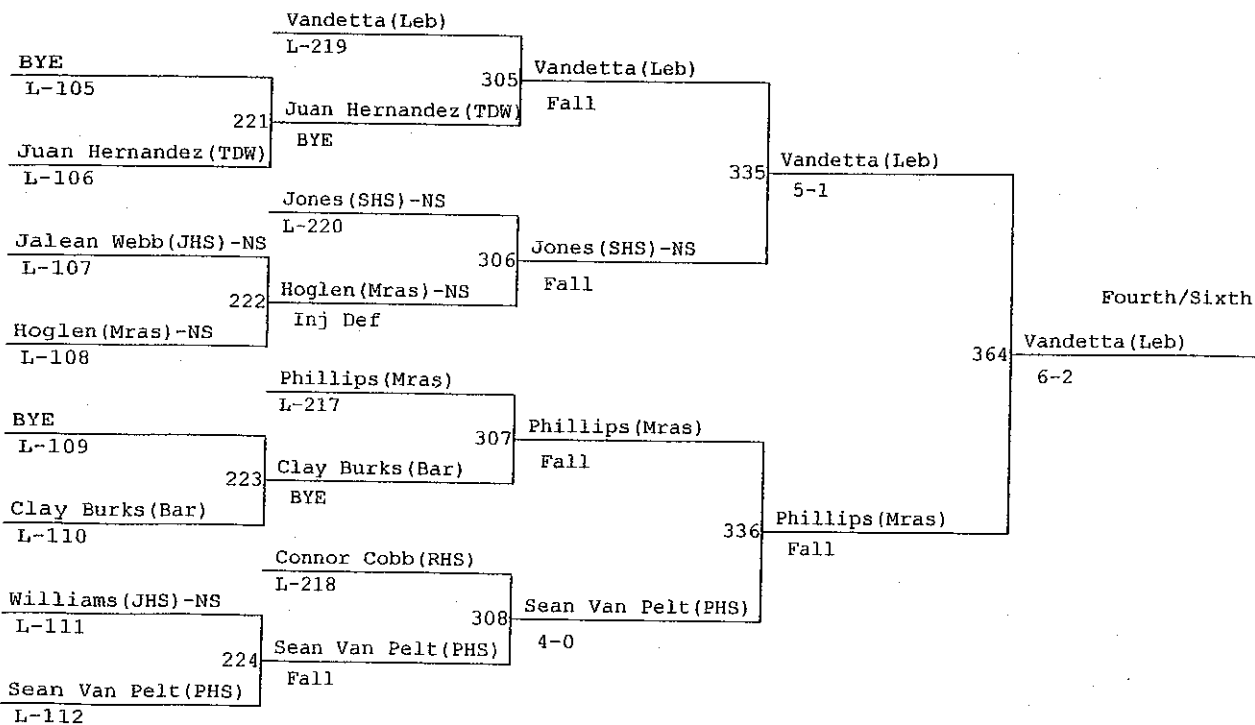 Vandetta(Leb)
L-219
BYE
L-105
305
Vandetta(Leb)
Fall
221
Juan Hernandez(TDW)
BYE
Juan Hernandez(TDW)
L-106
335
Vandetta(Leb)
5-1
Jones(SHS)-NS
L-220
Jalean Webb(JHS)-NS
L-107
306
Jones(SHS)-NS
Fall
222
Hoglen(Mras)-NS
Inj Def
Hoglen(Mras)-NS
L-108
Fourth/Sixth
364
Vandetta(Leb)
6-2
Phillips(Mras)
L-217
BYE
L-109
307
Phillips(Mras)
Fall
223
Clay Burks(Bar)
BYE
Clay Burks(Bar)
L-110
336
Phillips(Mras)
Fall
Connor Cobb(RHS)
L-218
Williams(JHS)-NS
L-111
308
Sean Van Pelt(PHS)
4-0
224
Sean Van Pelt(PHS)
Fall
Sean Van Pelt(PHS)
L-112